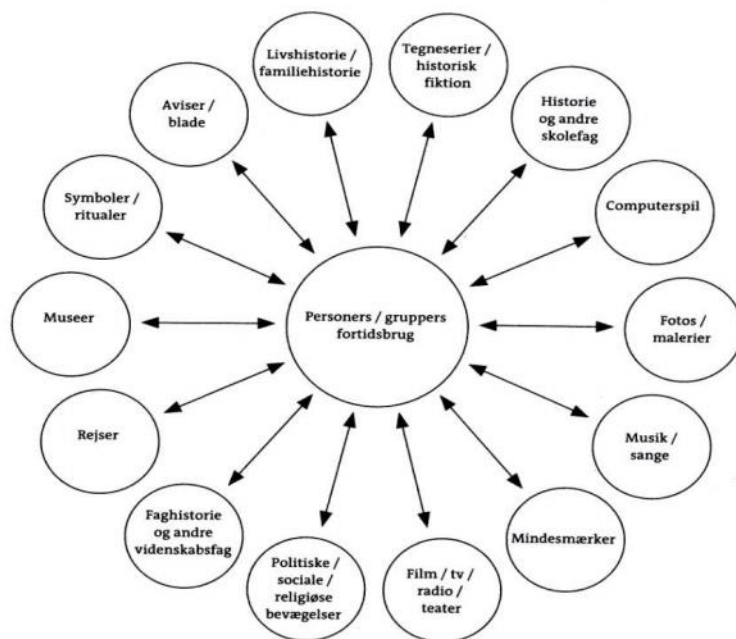 Livshistorie /
familiehistorie
Tegneserier /
historisk
fiktion
Historie
og andre
skolefag
Computerspil
Fotos /
malerier
Musik /
sange
Mindesmærker
Film / tv /
radio /
teater
Politiske /
sociale /
religiøse
bevægelser
Faghistorie
og andre
videnskabsfag
Rejser
Museer
Symboler /
ritualer
Aviser /
blade
Personers / gruppers
fortidsbrug